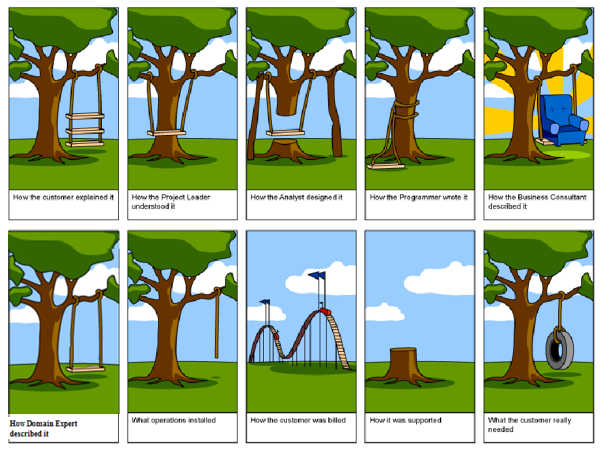 How the customer explained it
How the Project Leader
understood it
How the Analyst designed it
How the Programmer wrote it
How the Business Consultant
described it
How Domain Expert
described it
What operations installed
How the customer was billed
How it was supported
What the customer really
needed